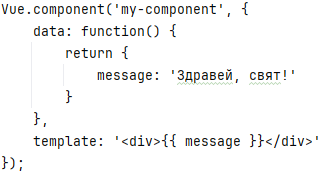 Vue.component('my-component', {
    data: function() {
        return {
            message: 'Здравей, свят!'
        }
    },
    template: '<div>{{ message }}</div>'
});